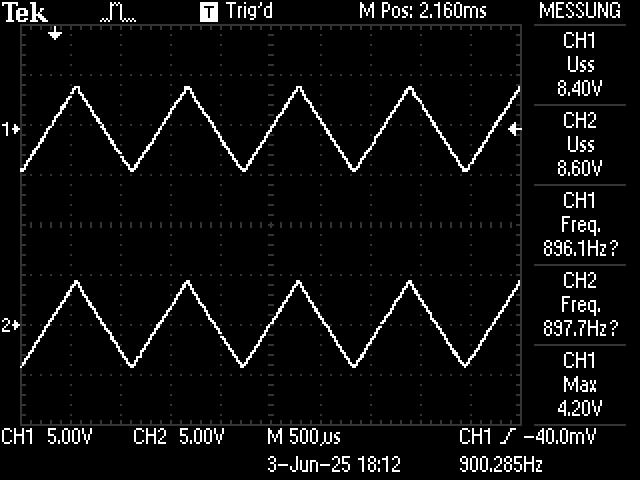 Tek T Trig'd M Pos: 2.160ms MESSUNG
CH1
Uss
8.40V
CH2
Uss
8.60V
CH1
Freq.
896.1Hz?
CH2
Freq.
897.7Hz?
CH1
Max
4.20V
1
2
CH1 5.00V CH2 5.00V M 500µs CH1 -40.0mV
3-Jun-25 18:12 900.285Hz